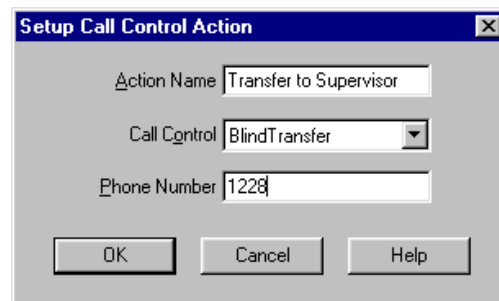 Setup Call Control Action
Action Name Transfer to Supervisor
Call Control BlindTransfer
Phone Number 1228
OK Cancel Help